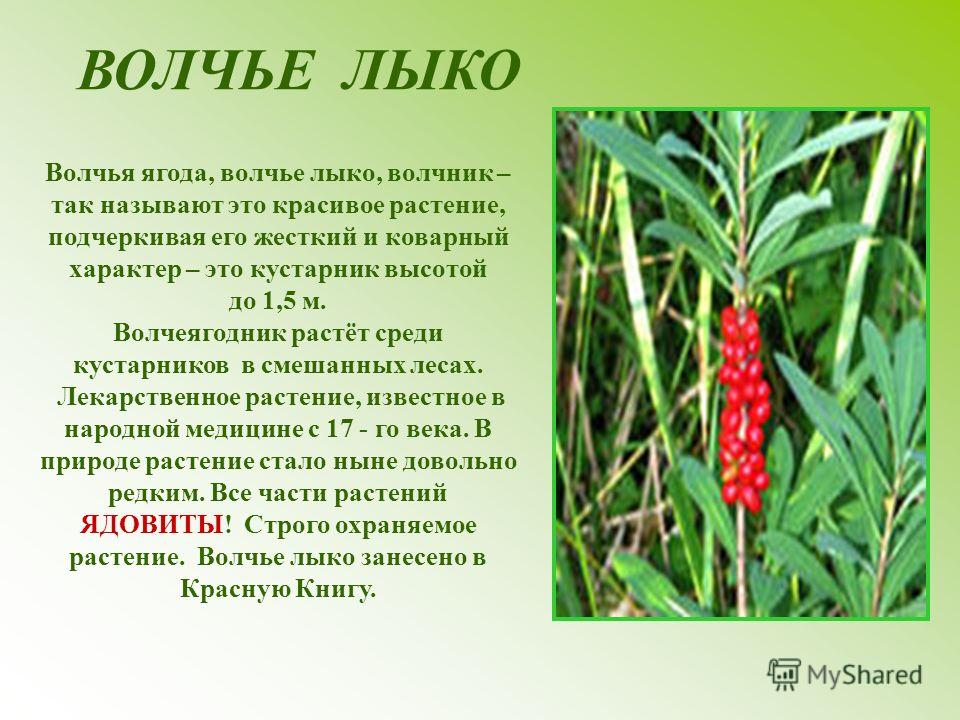 ВОЛЧЬЕ ЛЫКО
Волчья ягода, волчье лыко, волчник –
так называют это красивое растение,
подчеркивая его жесткий и коварный
характер – это кустарник высотой
до 1,5 м.
Волчеягодник растёт среди
кустарников в смешанных лесах.
Лекарственное растение, известное в
народной медицине с 17 - го века. В
природе растение стало ныне довольно
редким. Все части растений
ЯДОВИТЫ! Строго охраняемое
растение. Волчье лыко занесено в
Красную Книгу.
MyShared